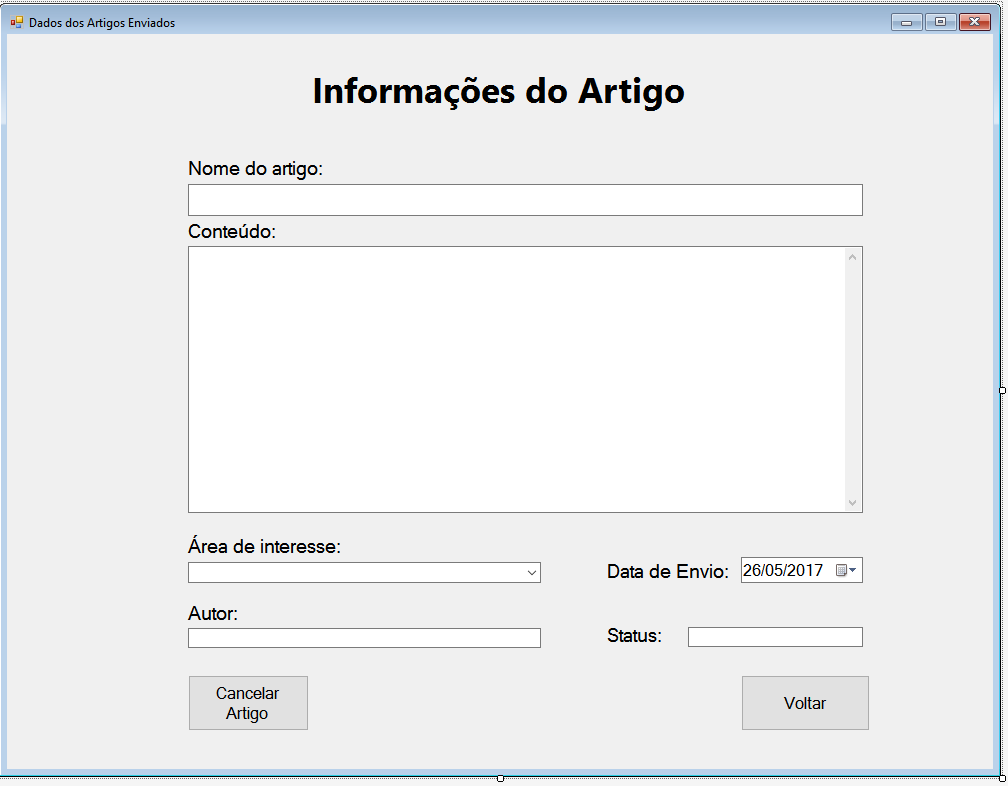 Dados dos Artigos Enviados
Informações do Artigo
Nome do artigo:
Conteúdo:
Área de interesse:
Data de Envio: 26/05/2017
Autor:
Status:
Cancelar
Artigo
Voltar